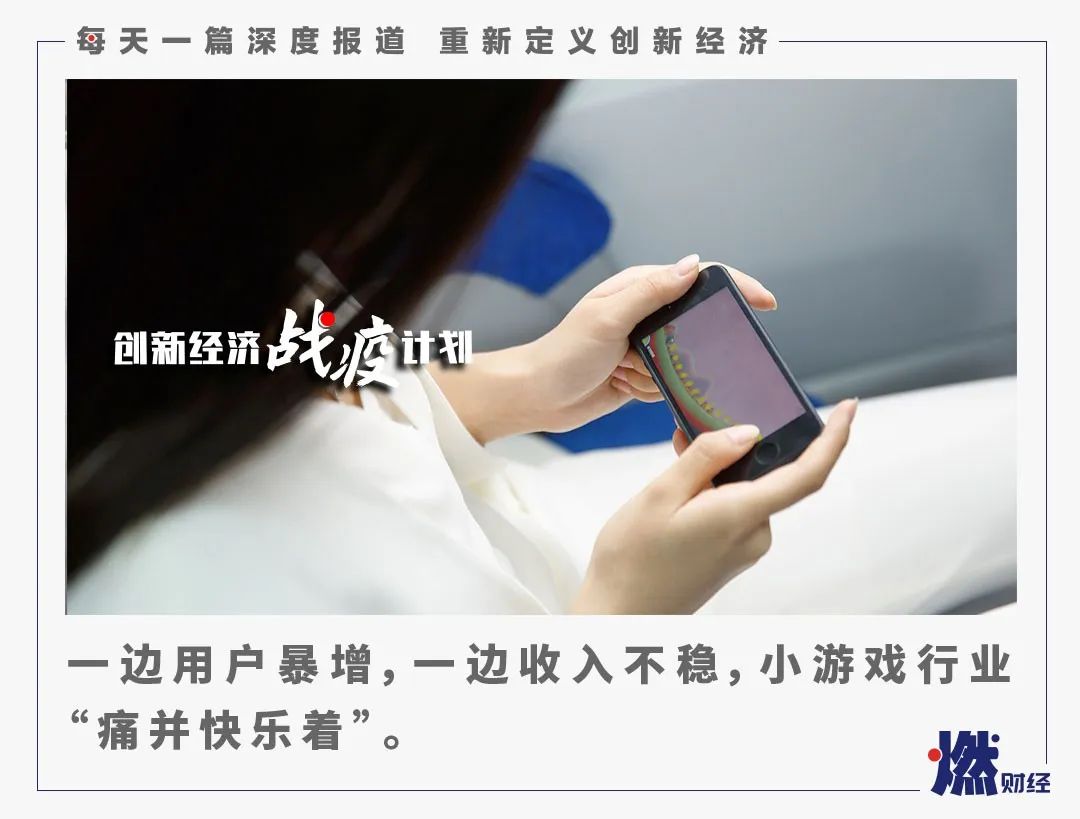 每天一篇深度报道 重新定义创新经济
创新经济战疫计划
一边用户暴增，一边收入不稳，小游戏行业
“痛并快乐着”。
燃财经